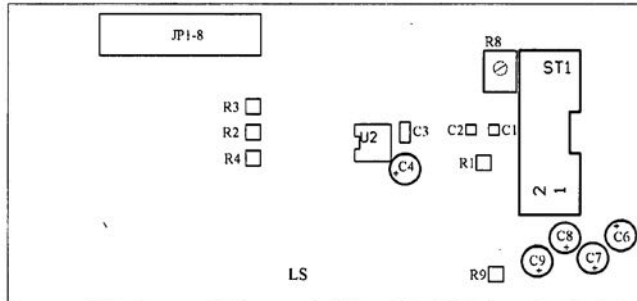 JP1-8
R8
ST1
R3
R2
R4
U2
C3
C2
C1
+
C4
R1
2 1
+
C6
C8
+
C9
+
C7
+
LS
R9